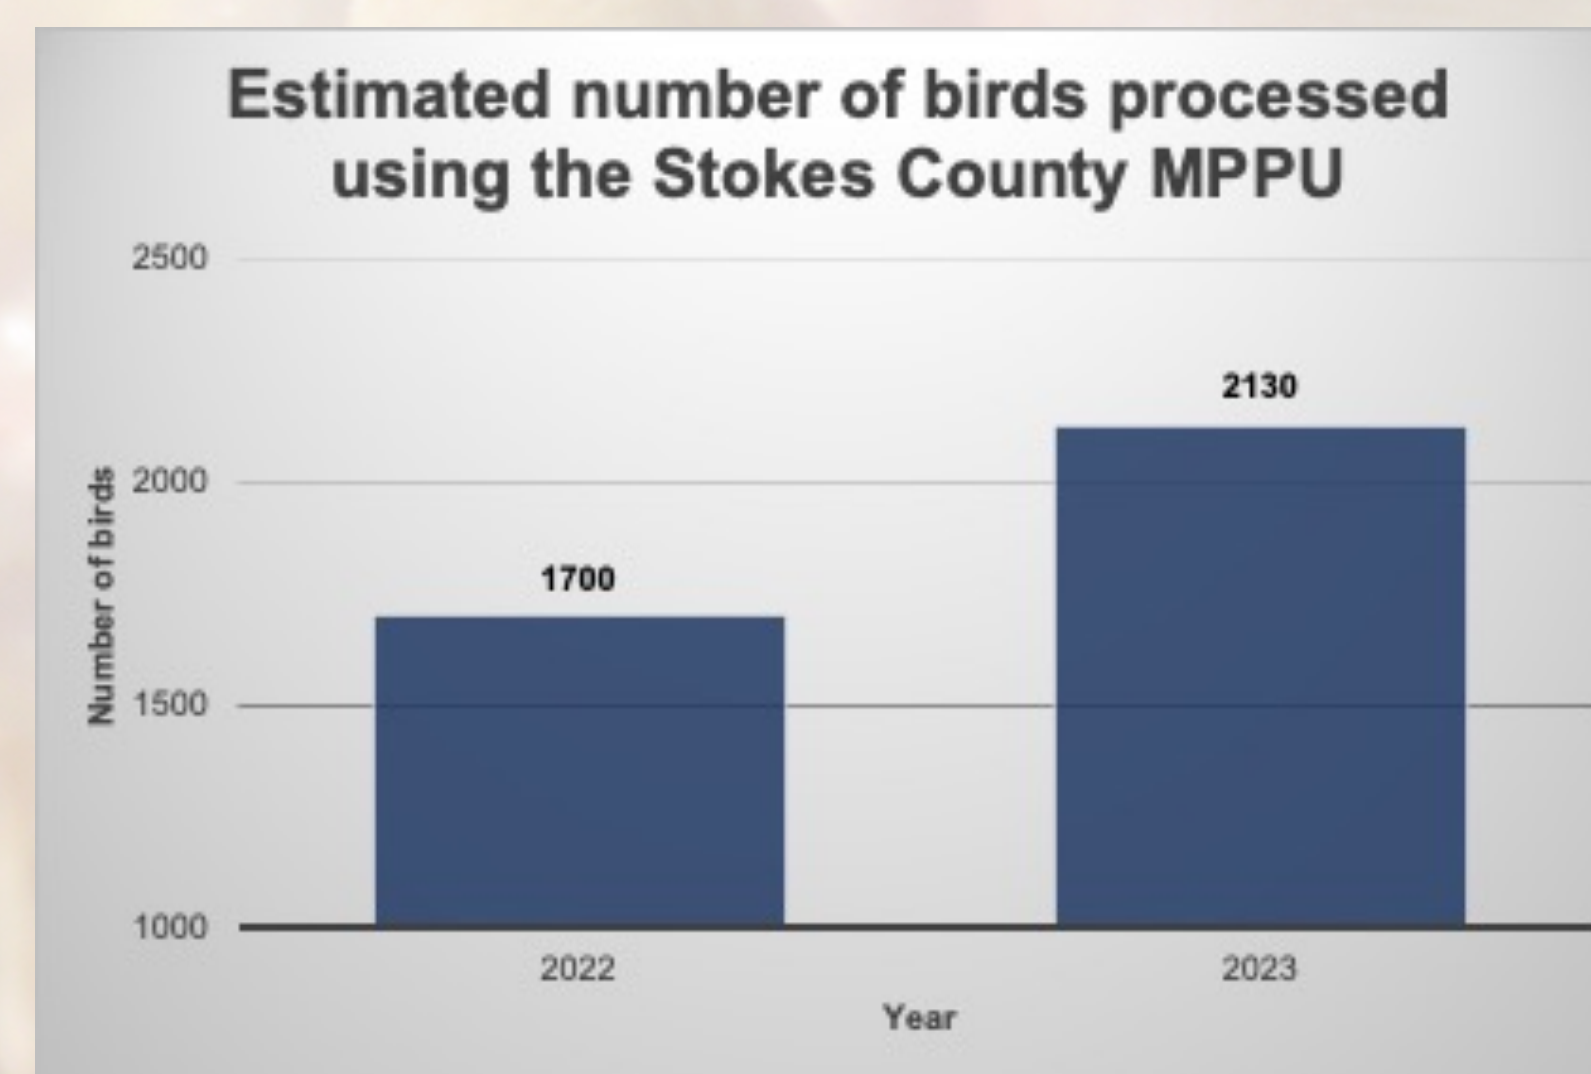 Estimated number of birds processed
using the Stokes County MPPU
2500
2130
2000
1700
1500
1000
Number of birds
2022
2023
Year